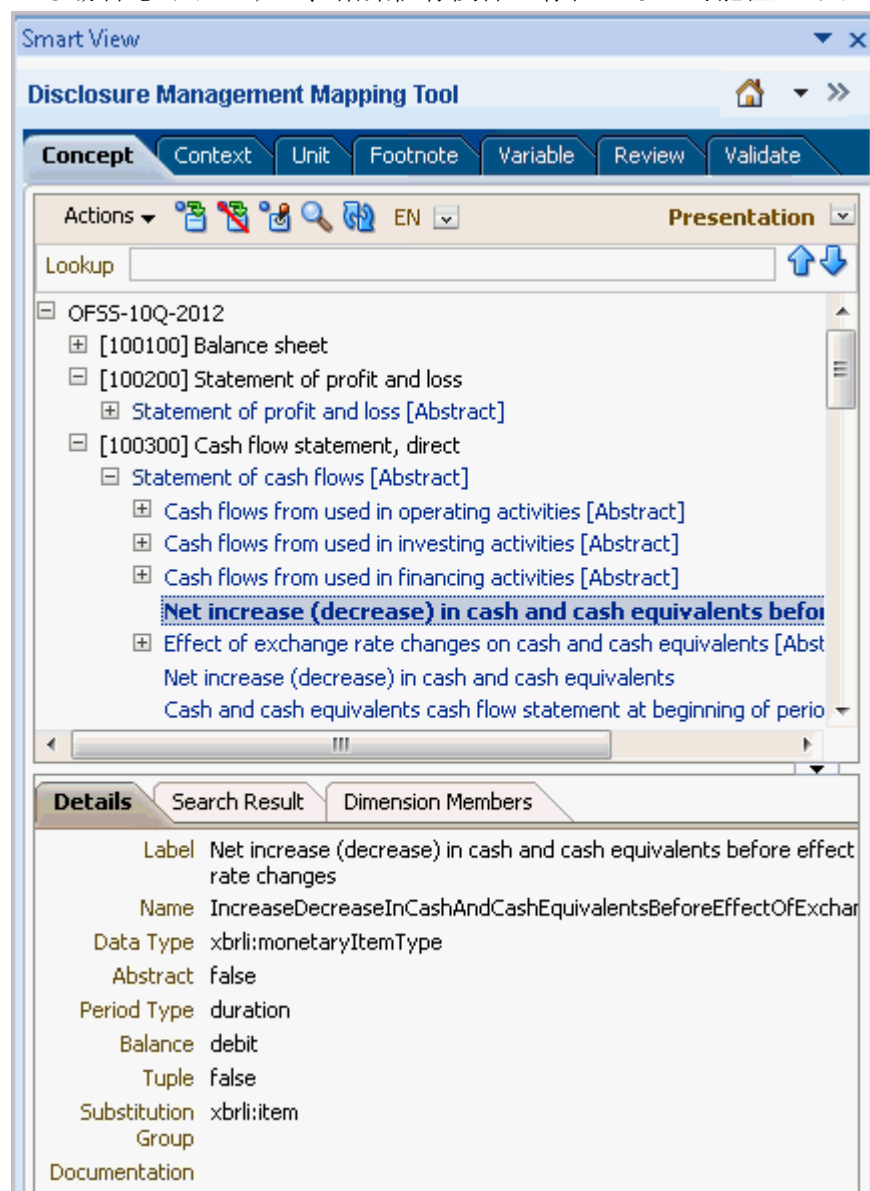 Smart View
Disclosure Management Mapping Tool
Concept Context Unit Footnote Variable Review Validate
Actions EN Presentation
Lookup
OFSS-10Q-2012
[100100] Balance sheet
[100200] Statement of profit and loss
Statement of profit and loss [Abstract]
[100300] Cash flow statement, direct
Statement of cash flows [Abstract]
Cash flows from used in operating activities [Abstract]
Cash flows from used in investing activities [Abstract]
Cash flows from used in financing activities [Abstract]
Net increase (decrease) in cash and cash equivalents befor
Effect of exchange rate changes on cash and cash equivalents [Abst
Net increase (decrease) in cash and cash equivalents
Cash and cash equivalents cash flow statement at beginning of perio
Details Search Result Dimension Members
Label Net increase (decrease) in cash and cash equivalents before effect
rate changes
Name IncreaseDecreaseInCashAndCashEquivalentsBeforeEffectOfExchan
Data Type xbrli:monetaryItemType
Abstract false
Period Type duration
Balance debit
Tuple false
Substitution Group xbrli:item
Documentation